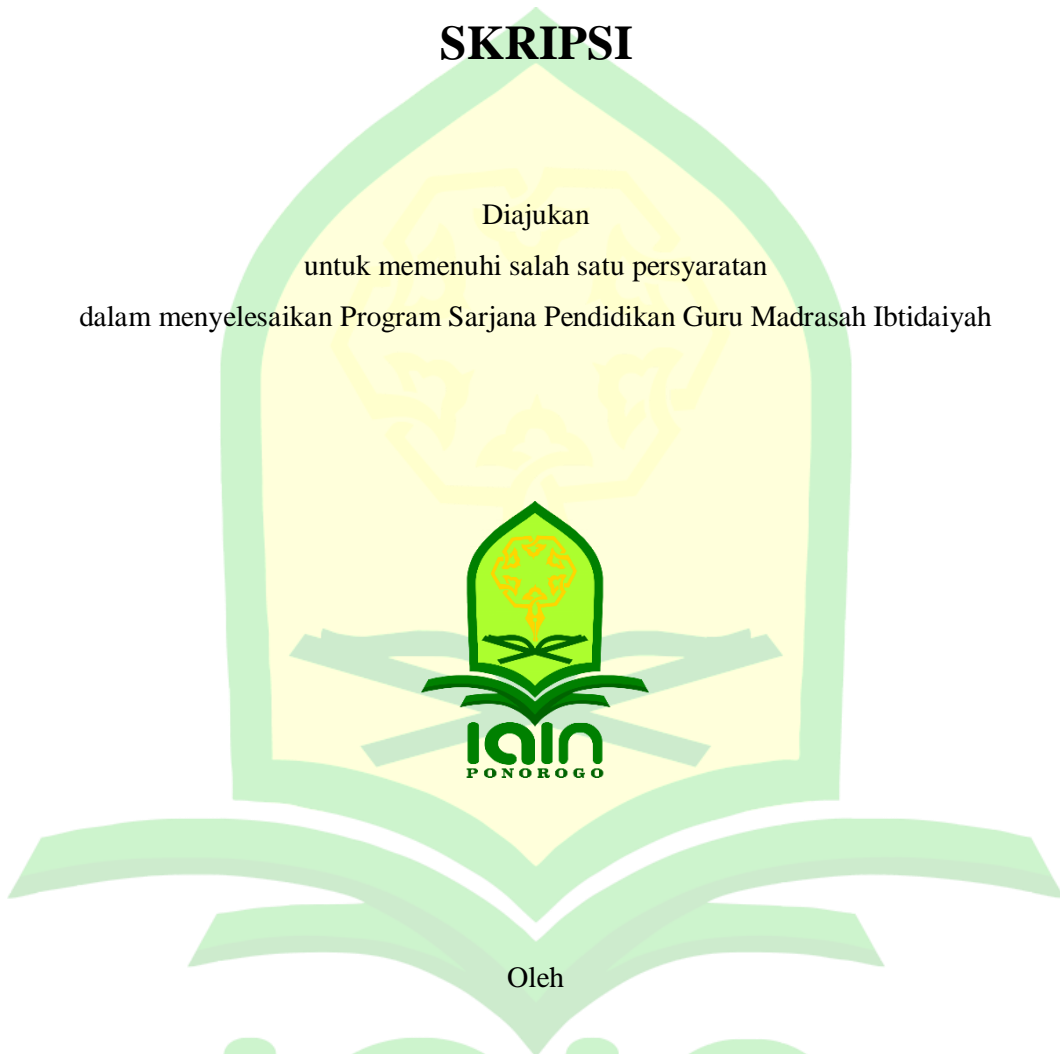 SKRIPSI
Diajukan
untuk memenuhi salah satu persyaratan
dalam menyelesaikan Program Sarjana Pendidikan Guru Madrasah Ibtidaiyah
iain
PONOROGO
Oleh